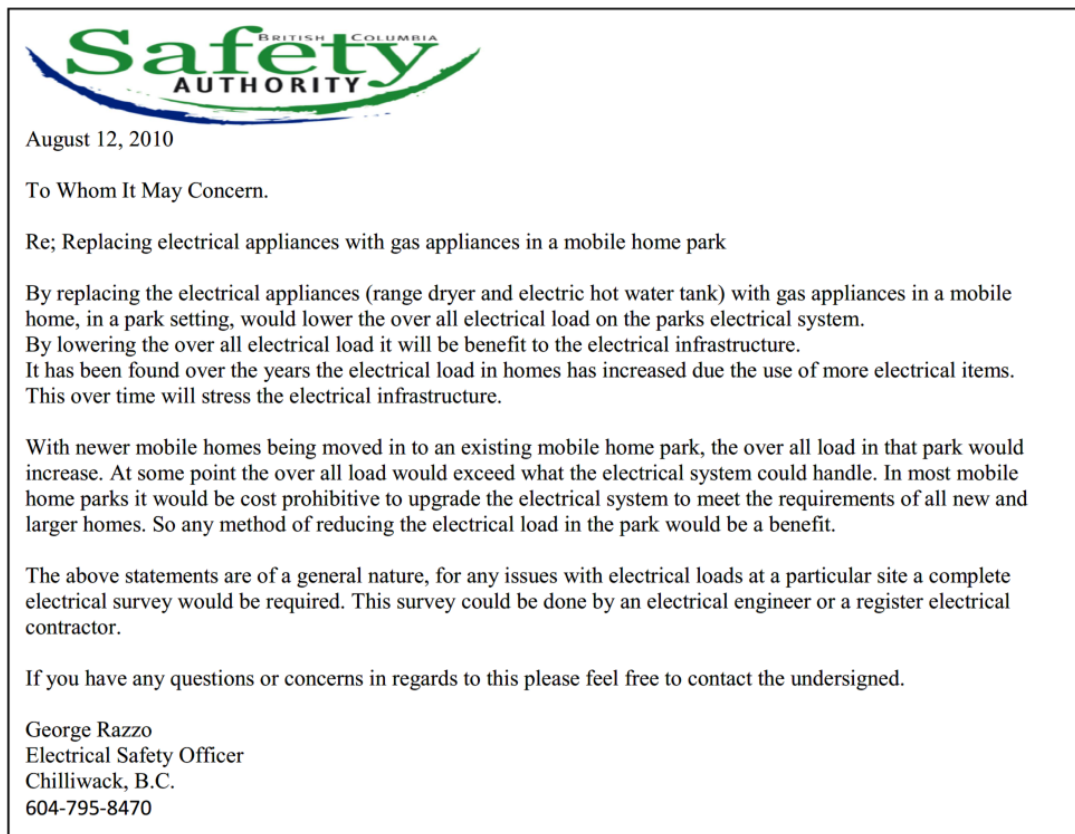 BRITISH COLUMBIA
Safety
AUTHORITY
August 12, 2010
To Whom It May Concern.
Re; Replacing electrical appliances with gas appliances in a mobile home park
By replacing the electrical appliances (range dryer and electric hot water tank) with gas appliances in a mobile
home, in a park setting, would lower the over all electrical load on the parks electrical system.
By lowering the over all electrical load it will be benefit to the electrical infrastructure.
It has been found over the years the electrical load in homes has increased due the use of more electrical items.
This over time will stress the electrical infrastructure.
With newer mobile homes being moved in to an existing mobile home park, the over all load in that park would
increase. At some point the over all load would exceed what the electrical system could handle. In most mobile
home parks it would be cost prohibitive to upgrade the electrical system to meet the requirements of all new and
larger homes. So any method of reducing the electrical load in the park would be a benefit.
The above statements are of a general nature, for any issues with electrical loads at a particular site a complete
electrical survey would be required. This survey could be done by an electrical engineer or a register electrical
contractor.
If you have any questions or concerns in regards to this please feel free to contact the undersigned.
George Razzo
Electrical Safety Officer
Chilliwack, B.C.
604-795-8470